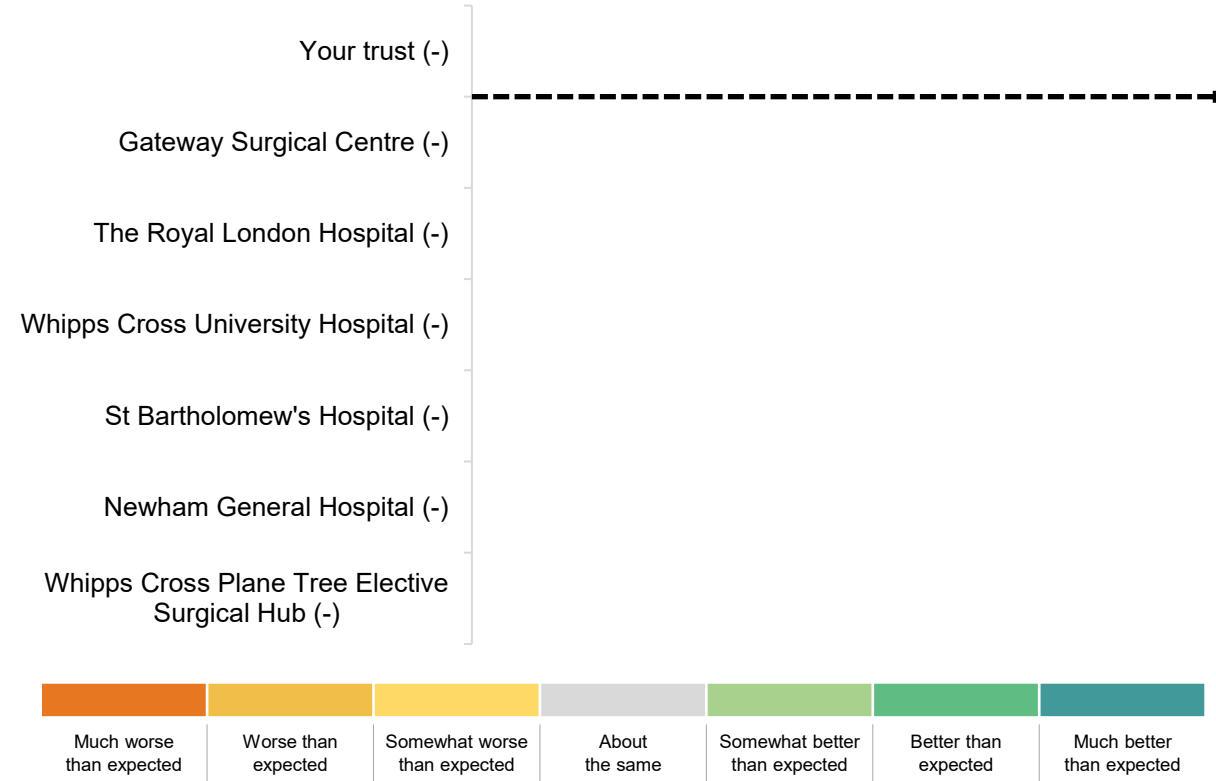 Your trust (-)
Gateway Surgical Centre (-)
The Royal London Hospital (-)
Whipps Cross University Hospital (-)
St Bartholomew's Hospital (-)
Newham General Hospital (-)
Whipps Cross Plane Tree Elective
Surgical Hub (-)
Much worse
than expected
Worse than
expected
Somewhat worse
than expected
About
the same
Somewhat better
than expected
Better than
expected
Much better
than expected